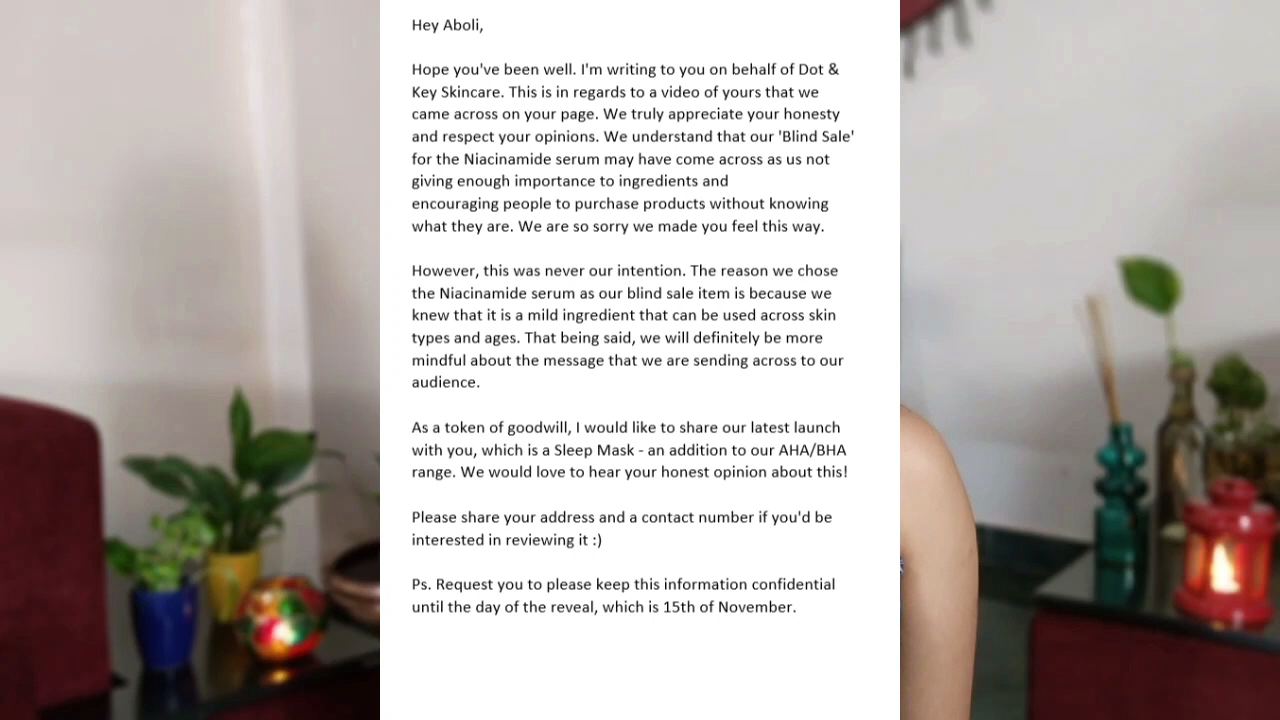 Hey Aboli,
Hope you've been well. I'm writing to you on behalf of Dot &
Key Skincare. This is in regards to a video of yours that we
came across on your page. We truly appreciate your honesty
and respect your opinions. We understand that our 'Blind Sale'
for the Niacinamide serum may have come across as us not
giving enough importance to ingredients and
encouraging people to purchase products without knowing
what they are. We are so sorry we made you feel this way.
However, this was never our intention. The reason we chose
the Niacinamide serum as our blind sale item is because we
knew that it is a mild ingredient that can be used across skin
types and ages. That being said, we will definitely be more
mindful about the message that we are sending across to our
audience.
As a token of goodwill, I would like to share our latest launch
with you, which is a Sleep Mask - an addition to our AHA/BHA
range. We would love to hear your honest opinion about this!
Please share your address and a contact number if you'd be
interested in reviewing it :)
Ps. Request you to please keep this information confidential
until the day of the reveal, which is 15th of November.